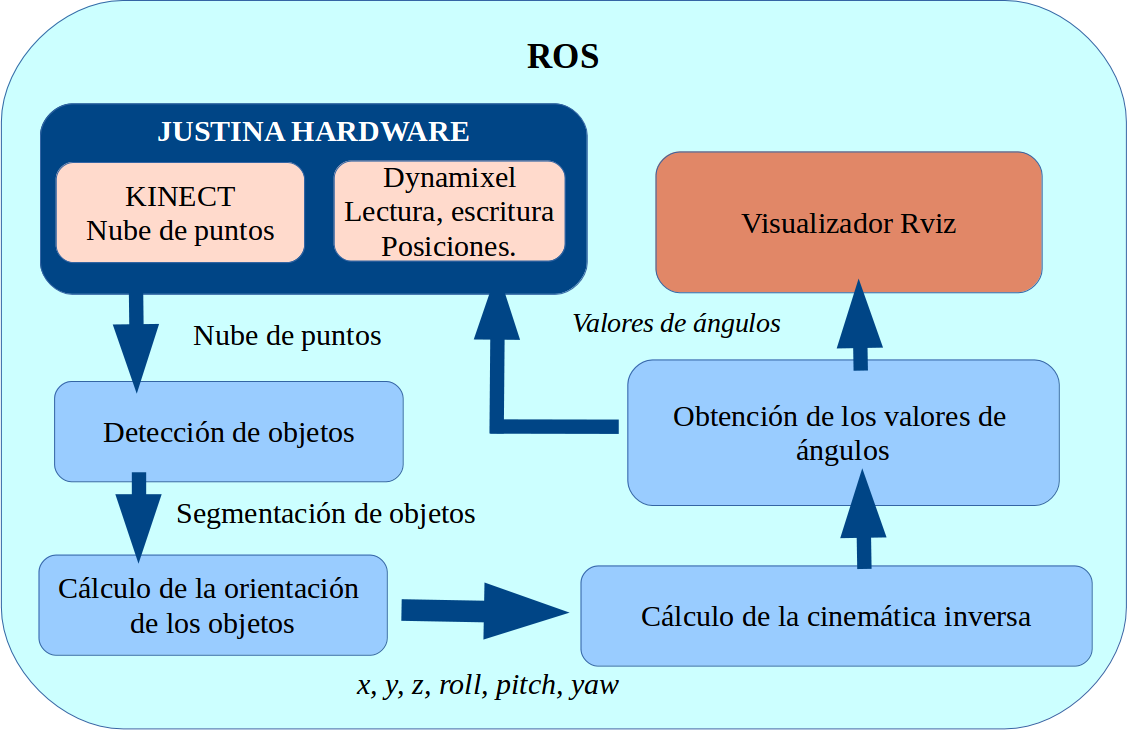 ROS
JUSTINA HARDWARE
KINECT
Nube de puntos
Dynamixel
Lectura, escritura
Posiciones.
Visualizador Rviz
Nube de puntos
Valores de ángulos
Detección de objetos
Obtención de los valores de
ángulos
Segmentación de objetos
Cálculo de la orientación
de los objetos
Cálculo de la cinemática inversa
x, y, z, roll, pitch, yaw